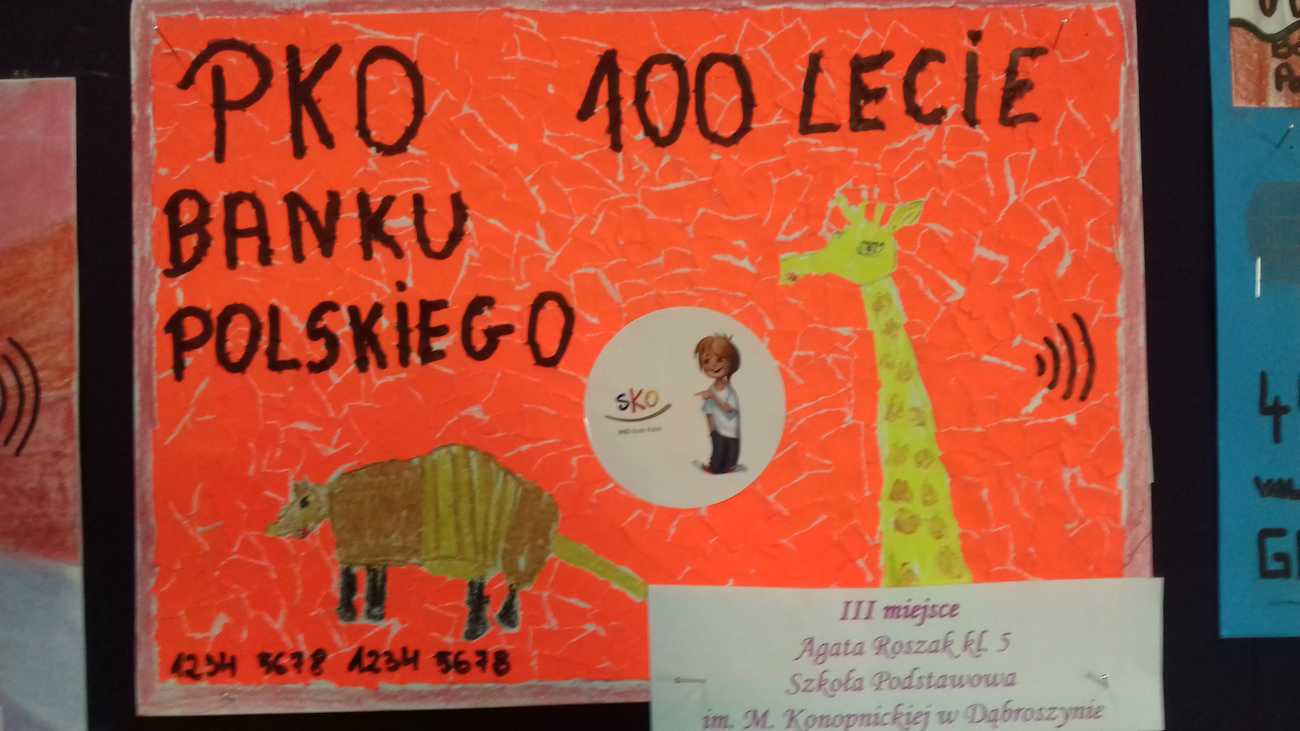 PKO 100 LECIE
BANKU
POLSKIEGO
SKO
1234 5678 1234 5678
III miejsce
Agata Roszak kl. 5
Szkoła Podstawowa
im. M. Konopnickiej w Dąbroszynie